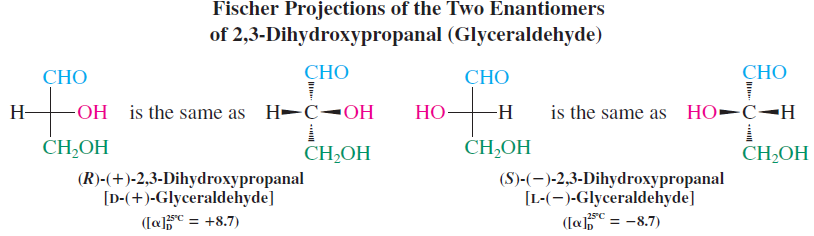 Fischer Projections of the Two Enantiomers
of 2,3-Dihydroxypropanal (Glyceraldehyde)
CHO CHO CHO CHO
H OH is the same as H C OH HO H is the same as HO C H
CH₂OH CH₂OH CH₂OH CH₂OH
(R)-(+)-2,3-Dihydroxypropanal (S)-(−)-2,3-Dihydroxypropanal
[D-(+)-Glyceraldehyde] [L-(−)-Glyceraldehyde]
([α]D25°C = +8.7) ([α]D25°C = −8.7)